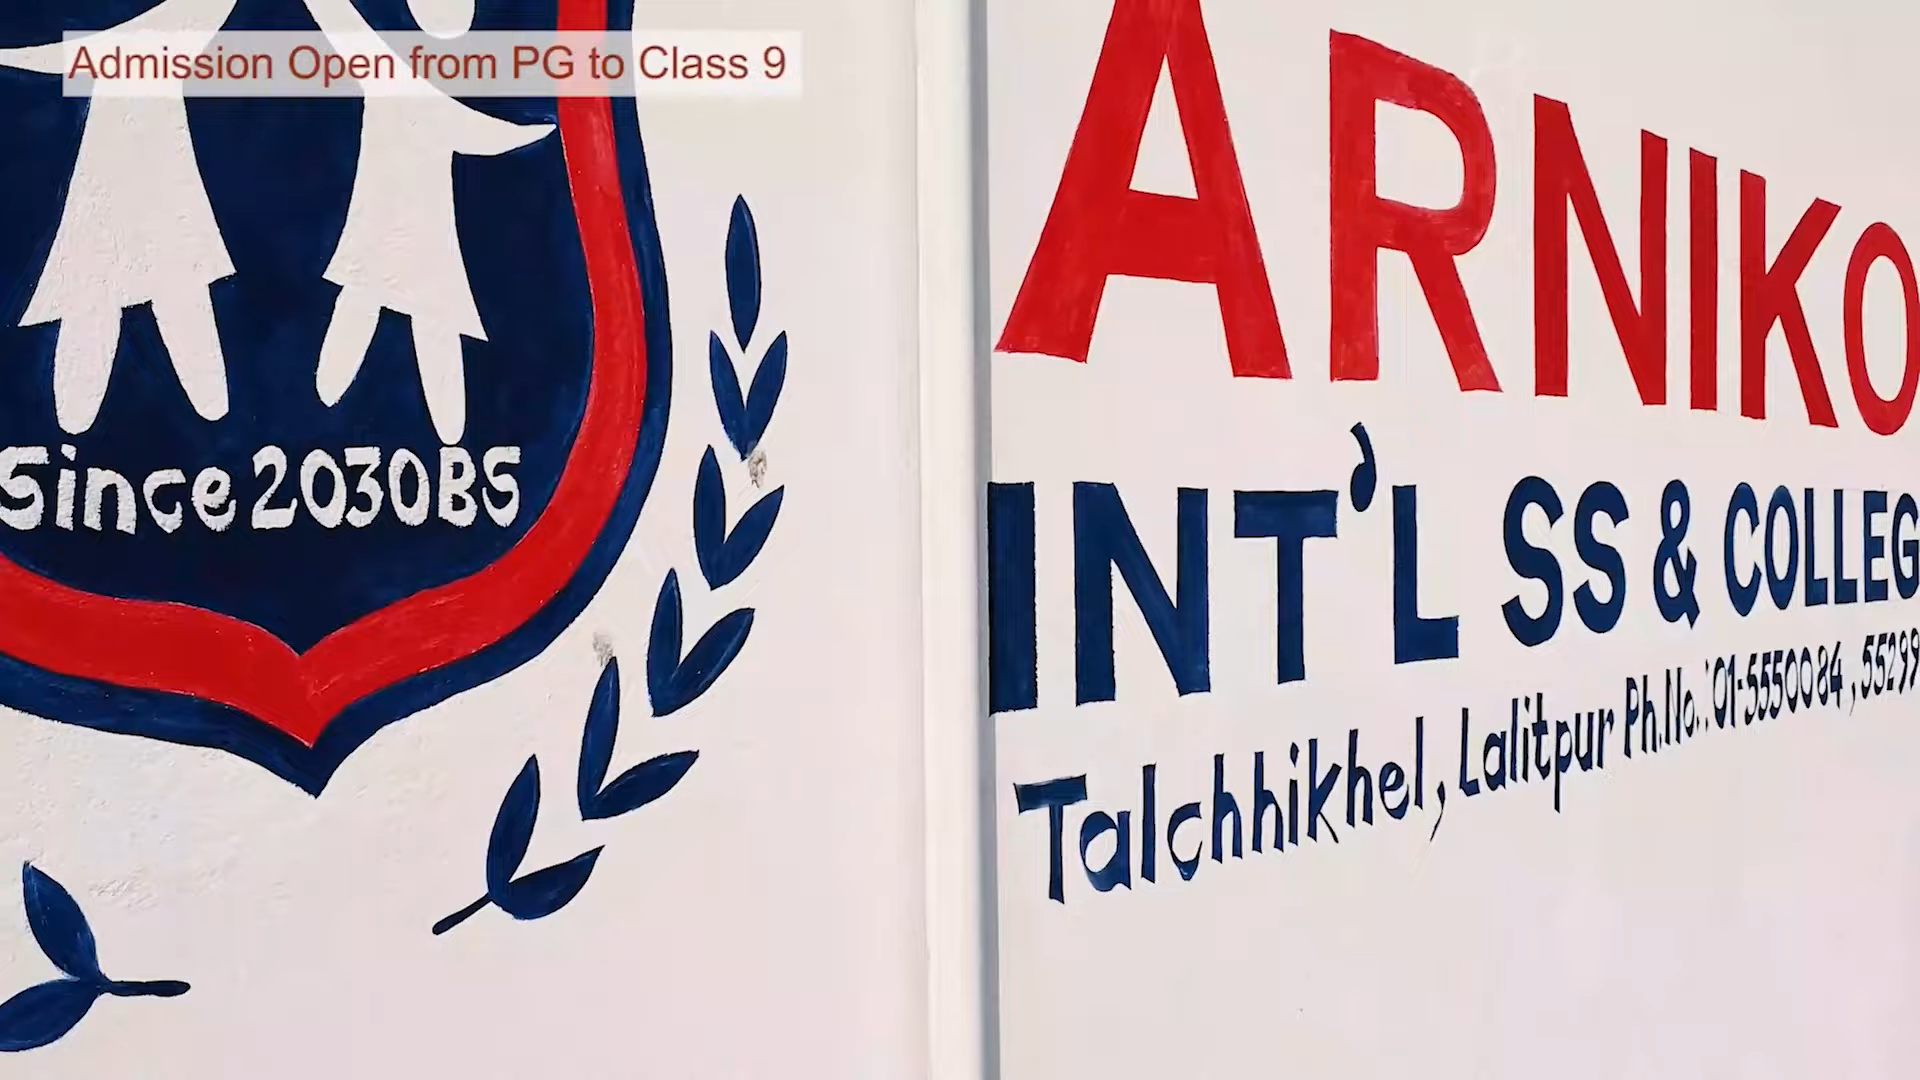 Admission Open from PG to Class 9
Since 2030BS
ARNIKO
INT'L SS & COLLEG
Talchhikhel, Lalitpur Ph.No.:01-5550084, 55299